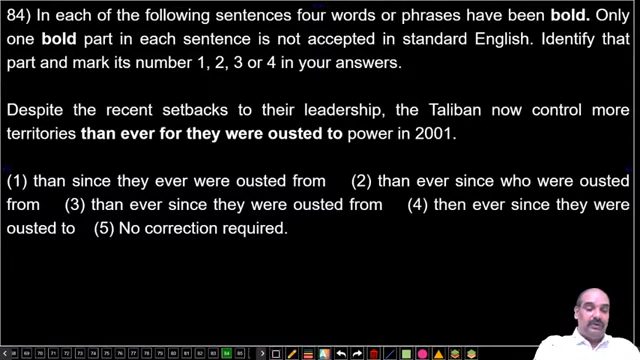 84) In each of the following sentences four words or phrases have been bold. Only
one bold part in each sentence is not accepted in standard English. Identify that
part and mark its number 1, 2, 3 or 4 in your answers.
Despite the recent setbacks to their leadership, the Taliban now control more
territories than ever for they were ousted to power in 2001.
(1) than since they ever were ousted from (2) than ever since who were ousted
from (3) than ever since they were ousted from (4) then ever since they were
ousted to (5) No correction required.